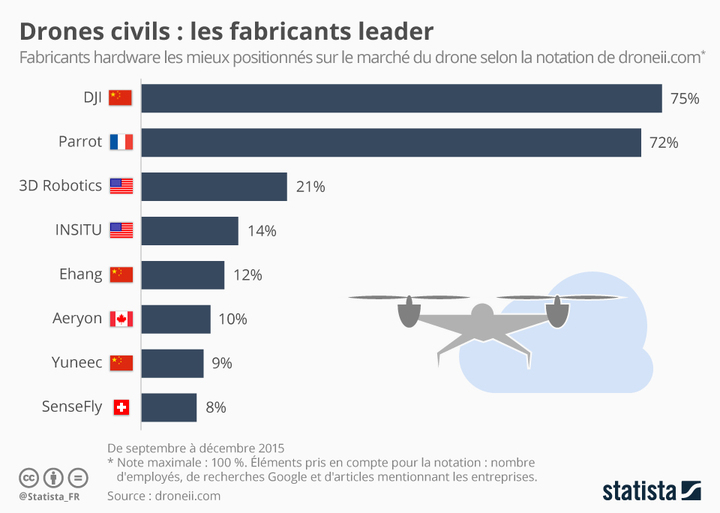 Drones civils : les fabricants leader
Fabricants hardware les mieux positionnés sur le marché du drone selon la notation de droneii.com*
DJI 75%
Parrot 72%
3D Robotics 21%
INSITU 14%
Ehang 12%
Aeryon 10%
Yuneec 9%
SenseFly 8%
De septembre à décembre 2015
* Note maximale : 100 %. Éléments pris en compte pour la notation : nombre
d'employés, de recherches Google et d'articles mentionnant les entreprises.
@Statista_FR
Source : droneii.com
statista